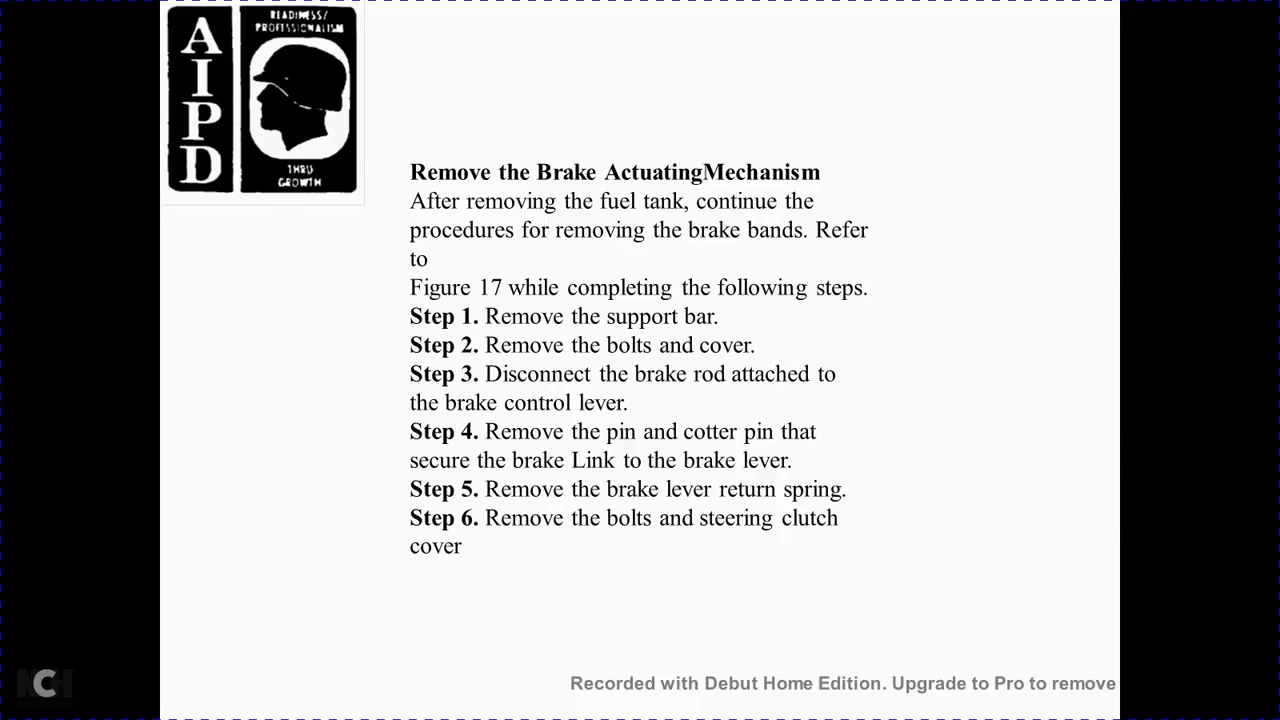 AIPD
READINESS/
PROFESSIONALISM
THRU
GROWTH
Remove the Brake ActuatingMechanism
After removing the fuel tank, continue the
procedures for removing the brake bands. Refer
to
Figure 17 while completing the following steps.
Step 1. Remove the support bar.
Step 2. Remove the bolts and cover.
Step 3. Disconnect the brake rod attached to
the brake control lever.
Step 4. Remove the pin and cotter pin that
secure the brake Link to the brake lever.
Step 5. Remove the brake lever return spring.
Step 6. Remove the bolts and steering clutch
cover
NCH
Recorded with Debut Home Edition. Upgrade to Pro to remove